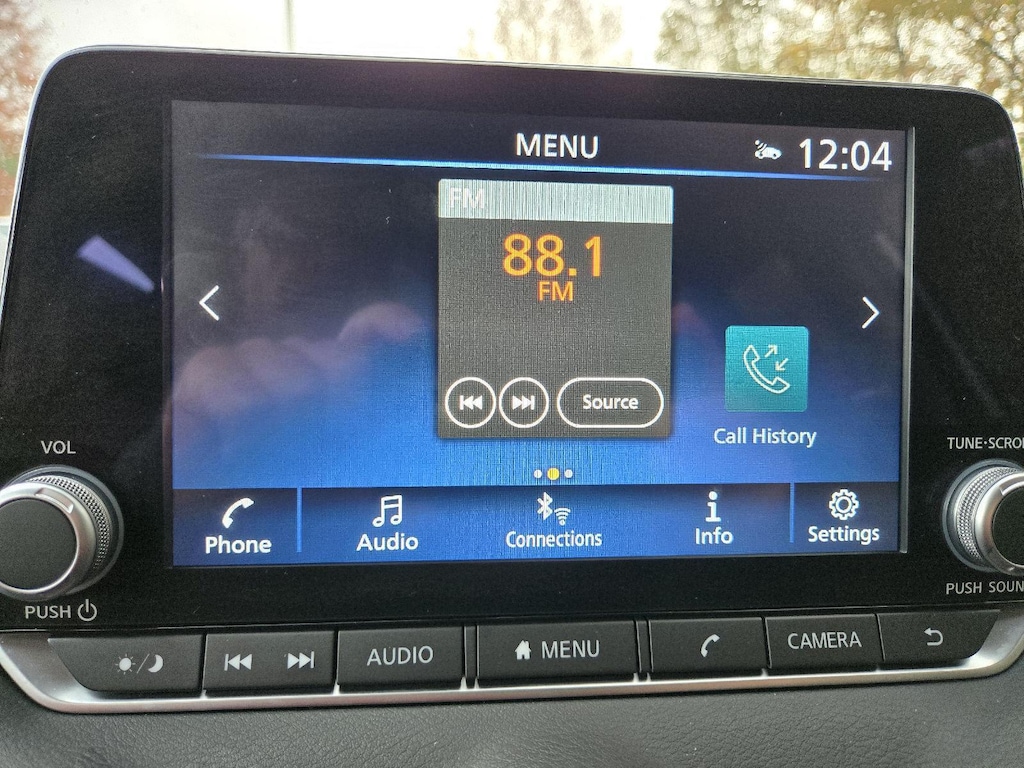 MENU
12:04
FM
88.1
FM
Source
Call History
Phone
Audio
Connections
Info
Settings
VOL
PUSH
TUNE·SCRO
PUSH SOUN
AUDIO
MENU
CAMERA